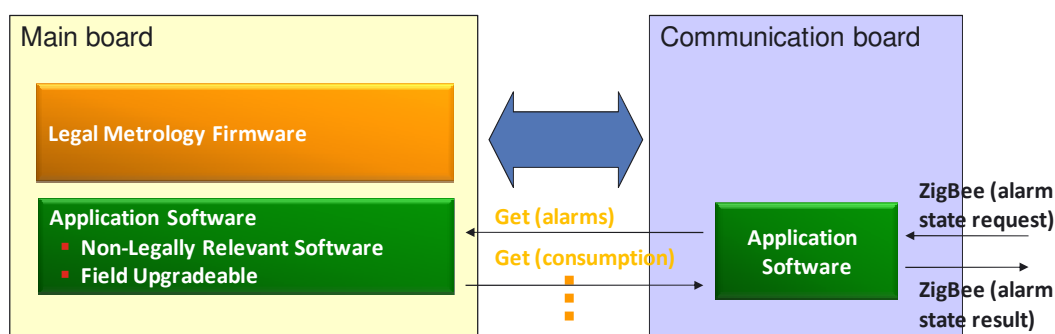 Main board
Legal Metrology Firmware
Application Software
Non-Legally Relevant Software
Field Upgradeable
Get (alarms)
Get (consumption)
Communication board
Application
Software
ZigBee (alarm
state request)
ZigBee (alarm
state result)